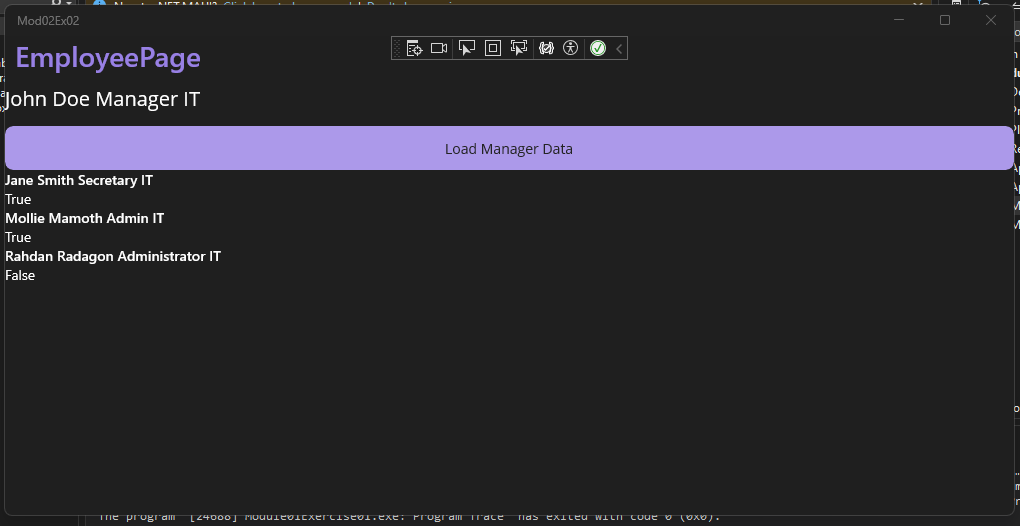 Mod02Ex02
EmployeePage
John Doe Manager IT
Load Manager Data
Jane Smith Secretary IT
True
Mollie Mamoth Admin IT
True
Rahdan Radagon Administrator IT
False
The program '[24688] Module01Exercise01.exe: Program Trace' has exited with code 0 (0x0).